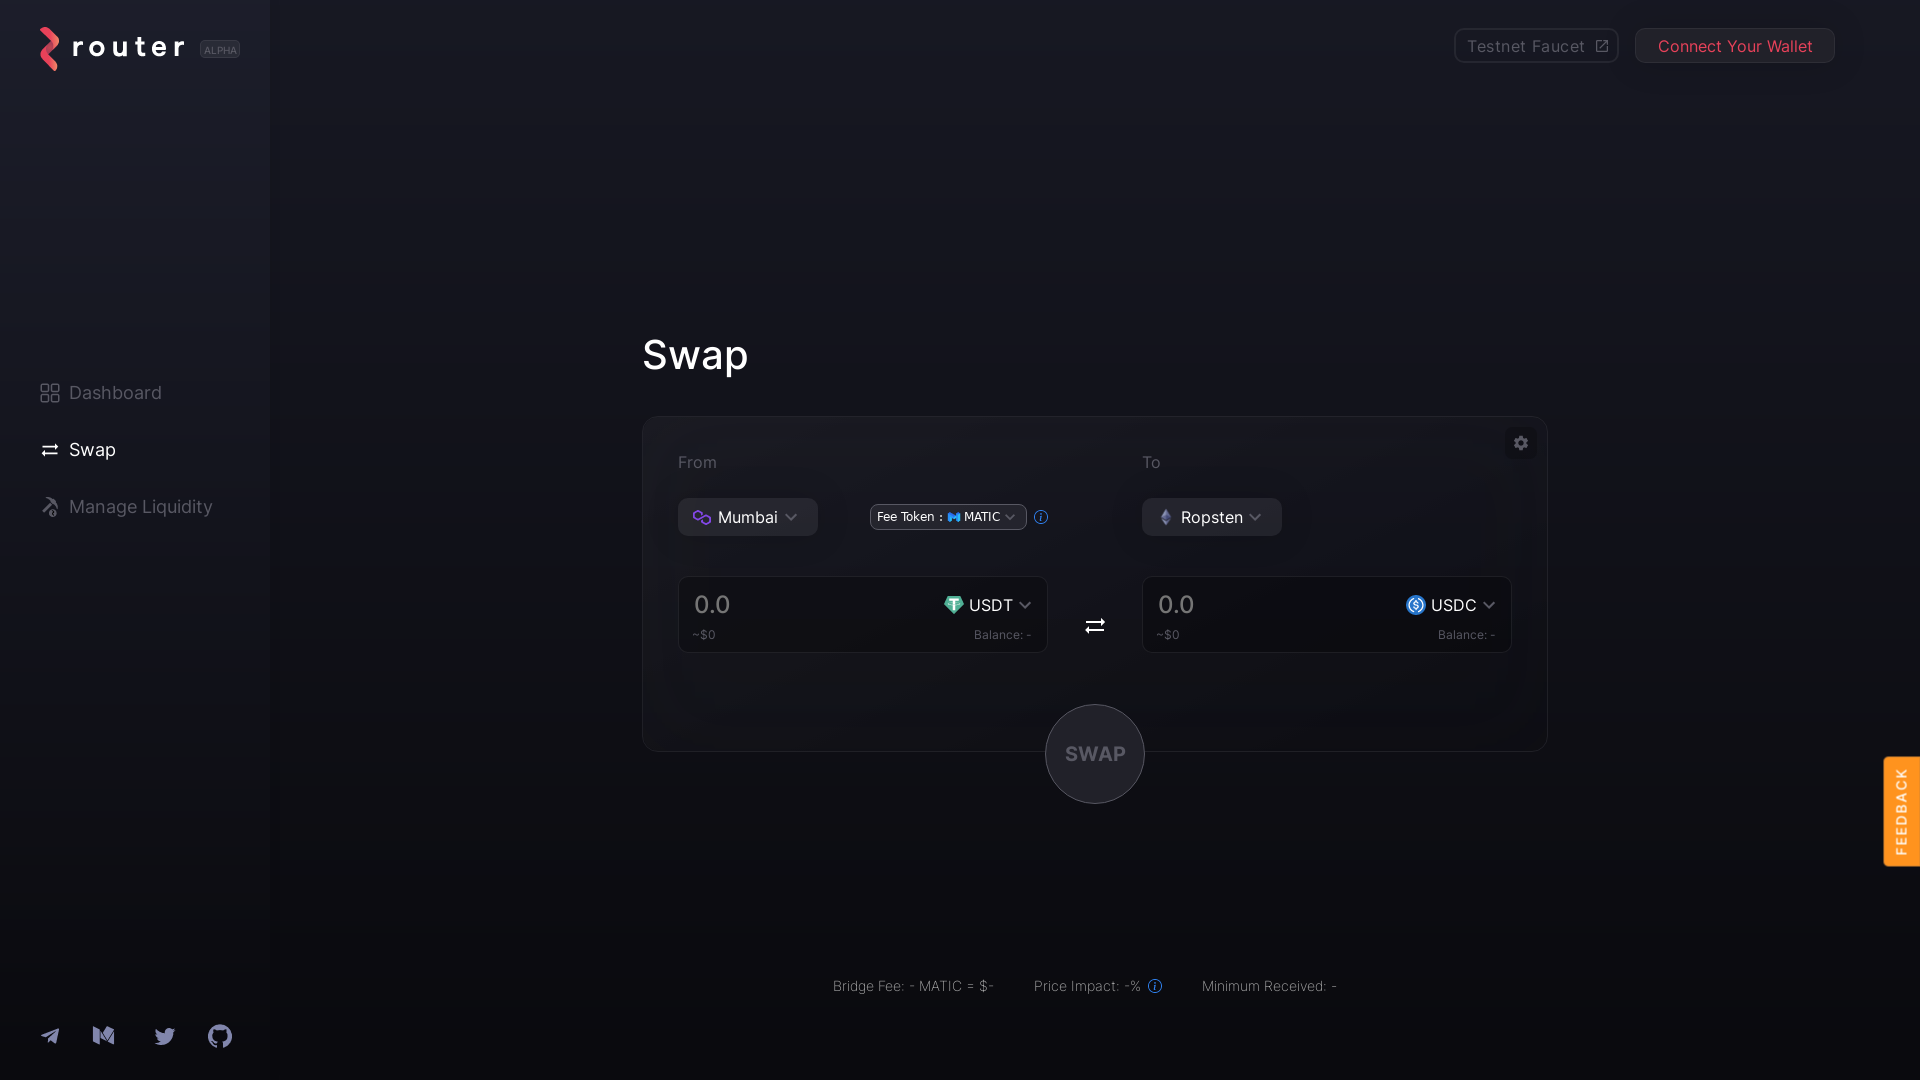 router ALPHA
Testnet Faucet
Connect Your Wallet
Dashboard
Swap
Manage Liquidity
Swap
From
To
Mumbai
Fee Token : MATIC
Ropsten
0.0
USDT
~$0
Balance: -
0.0
USDC
~$0
Balance: -
SWAP
FEEDBACK
Bridge Fee: - MATIC = $-
Price Impact: -%
Minimum Received: -